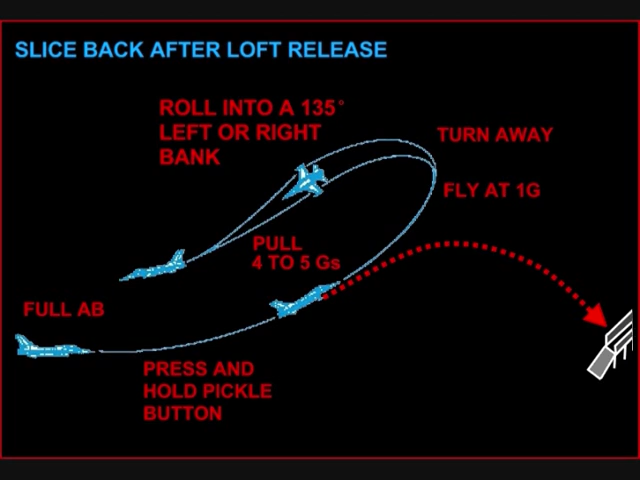 SLICE BACK AFTER LOFT RELEASE
ROLL INTO A 135°
LEFT OR RIGHT
BANK
TURN AWAY
FLY AT 1G
PULL
4 TO 5 Gs
FULL AB
PRESS AND
HOLD PICKLE
BUTTON